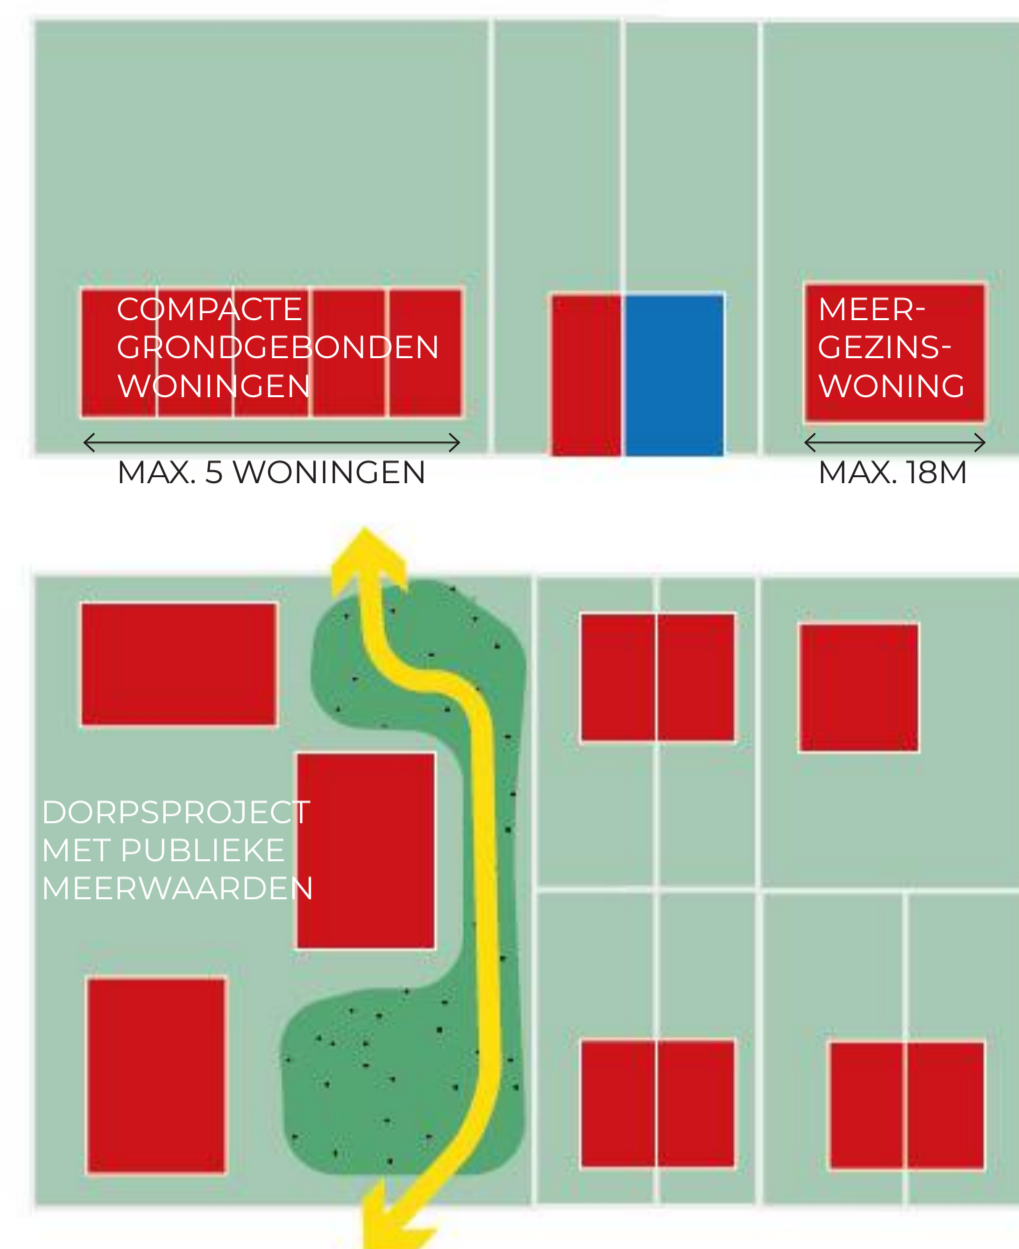 COMPACTE
GRONDGEBONDEN
WONINGEN
MAX. 5 WONINGEN
MEER-
GEZINS-
WONING
MAX. 18M
DORPSPROJECT
MET PUBLIEKE
MEERWAARDEN